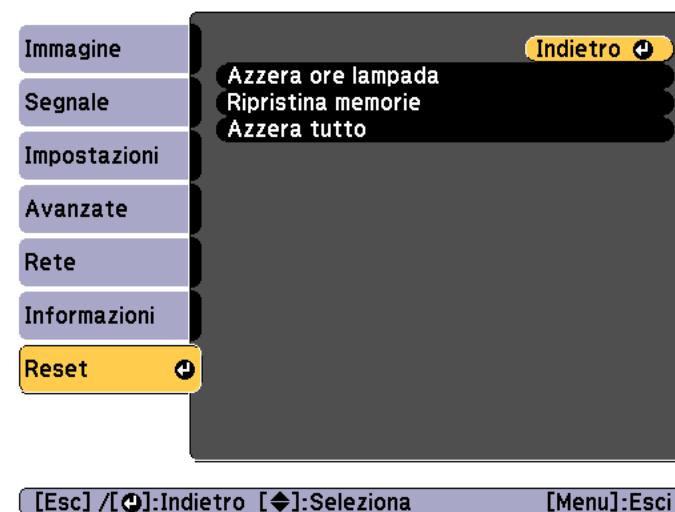 Immagine
Segnale
Impostazioni
Avanzate
Rete
Informazioni
Reset
Indietro
Azzera ore lampada
Ripristina memorie
Azzera tutto
[Esc] /[ ]:Indietro [ ]:Seleziona [Menu]:Esci